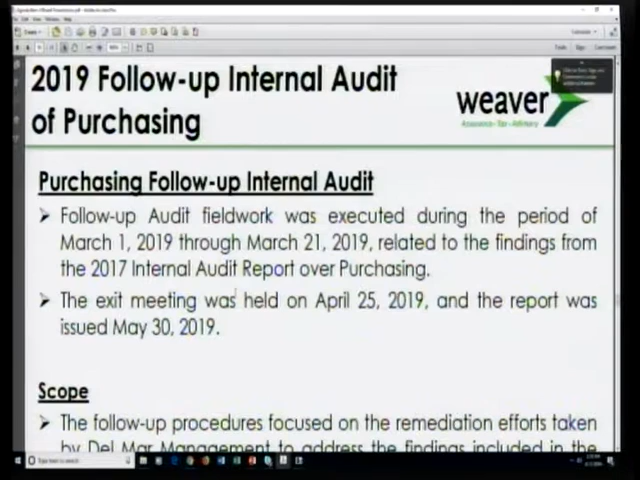 2019 Follow-up Internal Audit
of Purchasing
weaver
Assurance • Tax • Advisory
Purchasing Follow-up Internal Audit
➢ Follow-up Audit fieldwork was executed during the period of
March 1, 2019 through March 21, 2019, related to the findings from
the 2017 Internal Audit Report over Purchasing.
➢ The exit meeting was held on April 25, 2019, and the report was
issued May 30, 2019.
Scope
➢ The follow-up procedures focused on the remediation efforts taken
by Del Mar Management to address the findings included in the
Type here to search